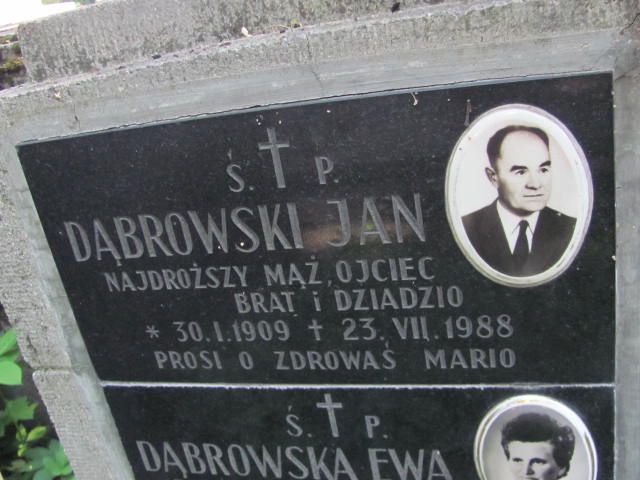 Ś. † P.
DĄBROWSKI JAN
NAJDROŻSZY MĄŻ, OJCIEC
BRAT i DZIADZIO
* 30.I.1909 † 23.VII.1988
PROSI O ZDROWAŚ MARIO
Ś. † P.
DĄBROWSKA EWA